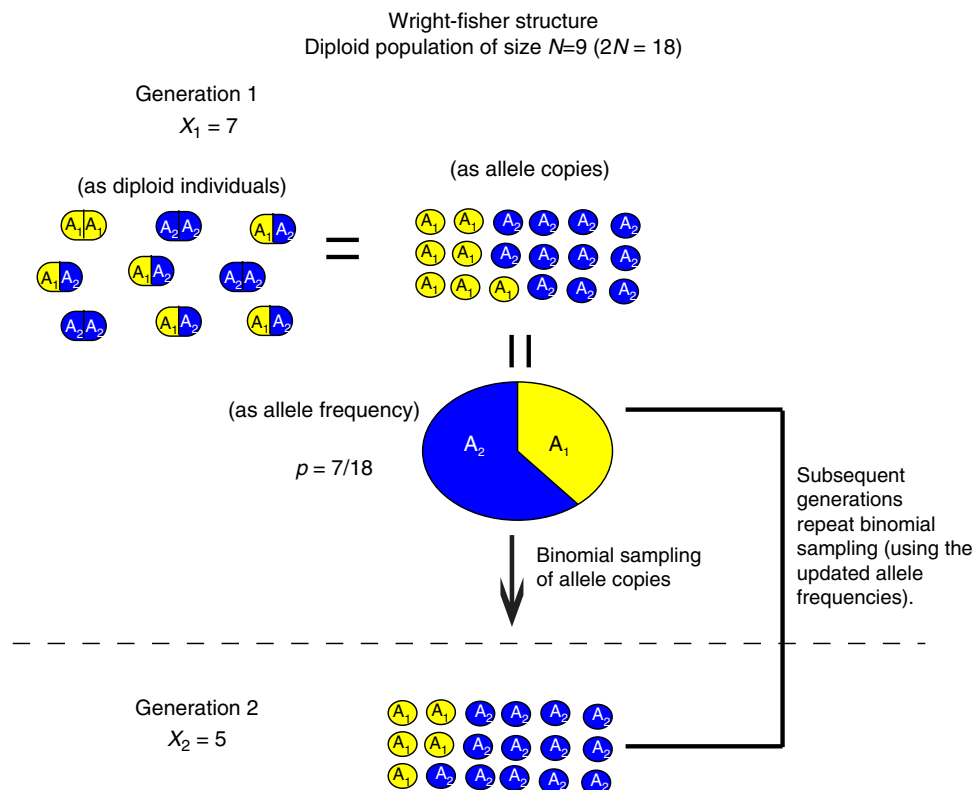 Wright-fisher structure
Diploid population of size N=9 (2N = 18)
Generation 1
X₁ = 7
(as diploid individuals)
(as allele copies)
A₁ A₁ A₂ A₂ A₁ A₂
A₁ A₂ A₁ A₂ A₂ A₂
A₂ A₂ A₁ A₂ A₁ A₂
=
A₁ A₁ A₂ A₂ A₂ A₂
A₁ A₁ A₂ A₂ A₂ A₂
A₁ A₁ A₁ A₂ A₂ A₂
=
(as allele frequency)
p = 7/18
A₂ A₁
Binomial sampling
of allele copies
Subsequent
generations
repeat binomial
sampling (using the
updated allele
frequencies).
Generation 2
X₂ = 5
A₁ A₁ A₂ A₂ A₂ A₂
A₁ A₁ A₂ A₂ A₂ A₂
A₁ A₂ A₂ A₂ A₂ A₂